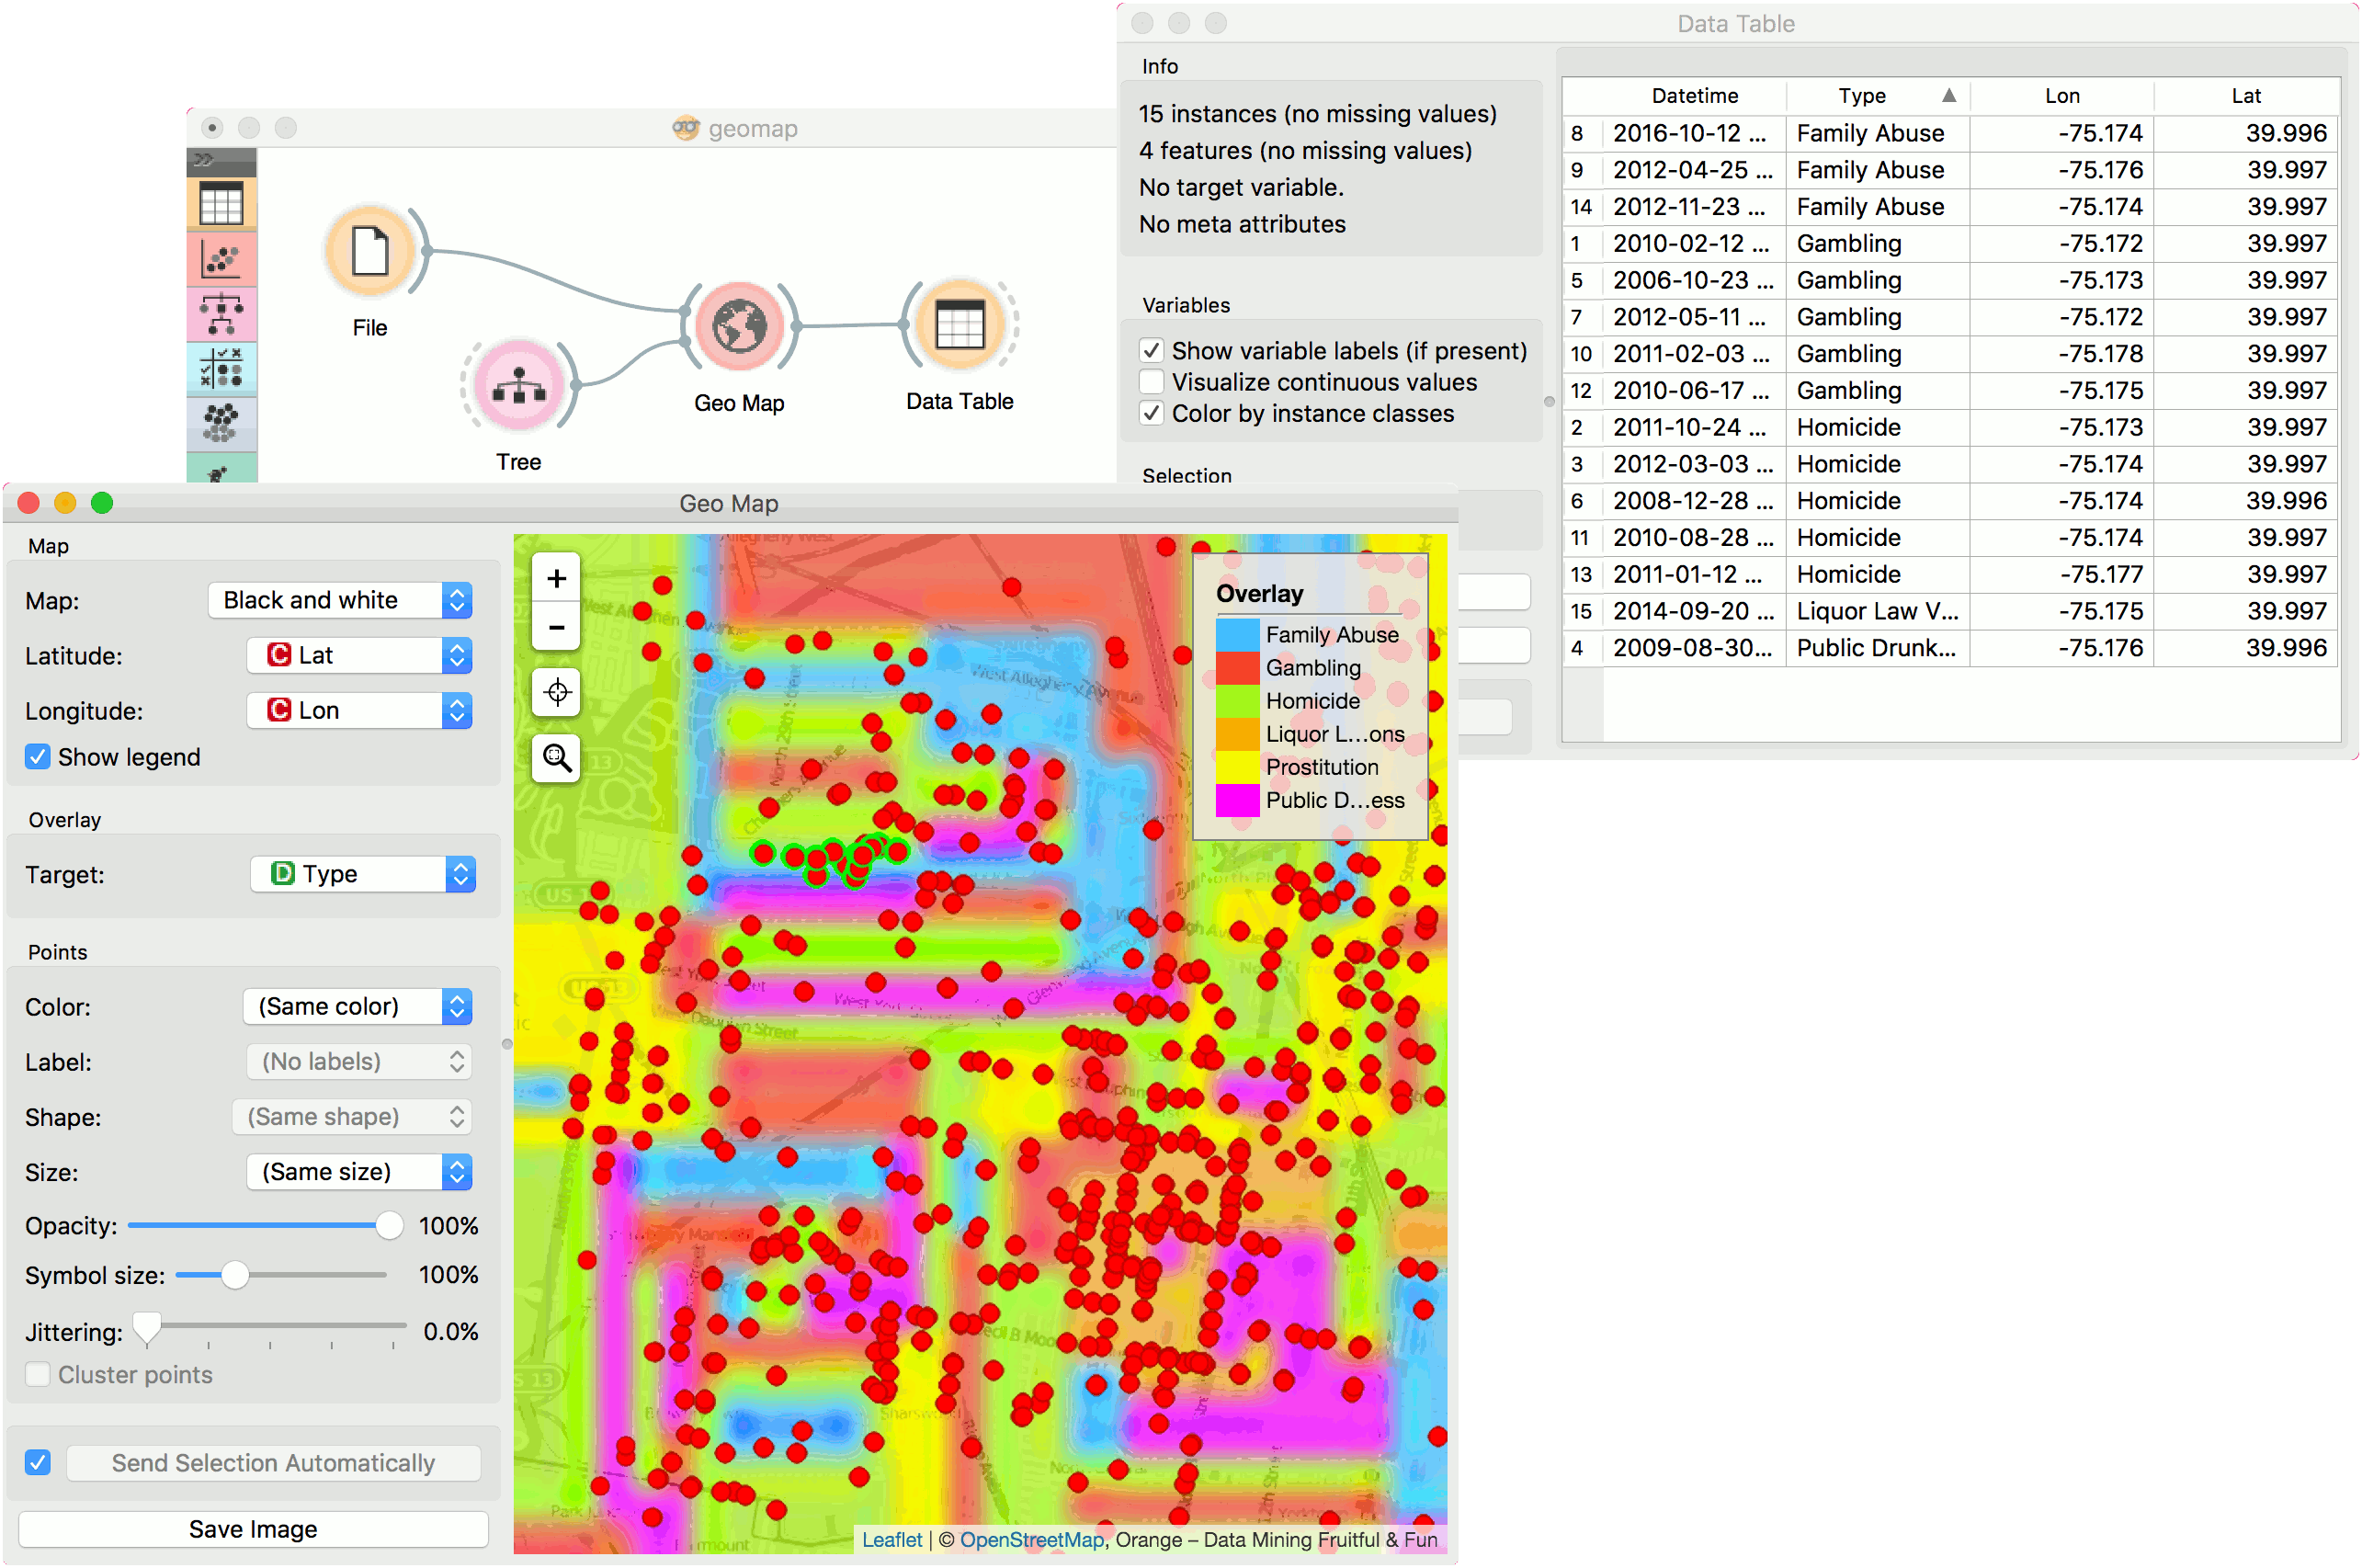 Data Table
Info
15 instances (no missing values)
4 features (no missing values)
No target variable.
No meta attributes
Variables
Show variable labels (if present)
Visualize continuous values
Color by instance classes
Selection
Datetime Type Lon Lat
8 2016-10-12 ... Family Abuse -75.174 39.996
9 2012-04-25 ... Family Abuse -75.176 39.997
14 2012-11-23 ... Family Abuse -75.174 39.997
1 2010-02-12 ... Gambling -75.172 39.997
5 2006-10-23 ... Gambling -75.173 39.997
7 2012-05-11 ... Gambling -75.172 39.997
10 2011-02-03 ... Gambling -75.178 39.997
12 2010-06-17 ... Gambling -75.175 39.997
2 2011-10-24 ... Homicide -75.173 39.997
3 2012-03-03 ... Homicide -75.174 39.997
6 2008-12-28 ... Homicide -75.174 39.996
11 2010-08-28 ... Homicide -75.174 39.997
13 2011-01-12 ... Homicide -75.177 39.997
15 2014-09-20 ... Liquor Law V... -75.175 39.997
4 2009-08-30... Public Drunk... -75.176 39.996
geomap
File
Tree
Geo Map
Data Table
Geo Map
Map
Map: Black and white
Latitude: C Lat
Longitude: C Lon
Show legend
Overlay
Target: D Type
Points
Color: (Same color)
Label: (No labels)
Shape: (Same shape)
Size: (Same size)
Opacity: 100%
Symbol size: 100%
Jittering: 0.0%
Cluster points
Send Selection Automatically
Save Image
+
−
Overlay
Family Abuse
Gambling
Homicide
Liquor L...ons
Prostitution
Public D...ess
Allegheny West
North 29th Street
West Dauphin Street
Leaflet | © OpenStreetMap, Orange – Data Mining Fruitful & Fun